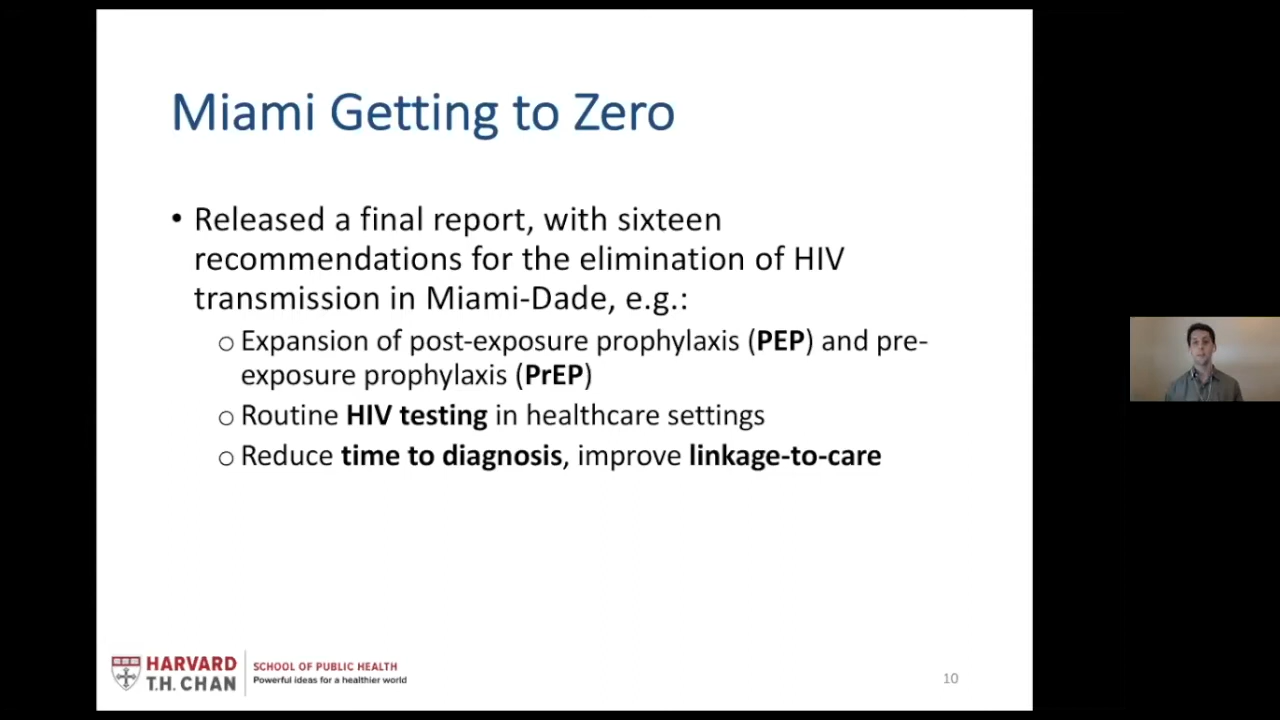 Miami Getting to Zero
• Released a final report, with sixteen
recommendations for the elimination of HIV
transmission in Miami-Dade, e.g.:
o Expansion of post-exposure prophylaxis (PEP) and pre-
exposure prophylaxis (PrEP)
o Routine HIV testing in healthcare settings
o Reduce time to diagnosis, improve linkage-to-care
HARVARD
T.H. CHAN
SCHOOL OF PUBLIC HEALTH
Powerful ideas for a healthier world
10